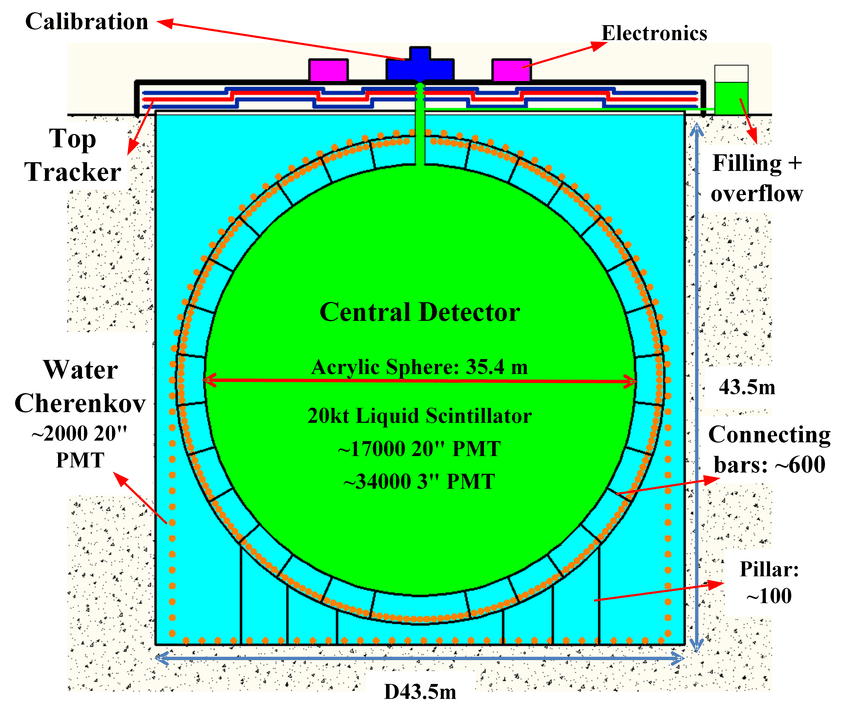 Calibration
Electronics
Top
Tracker
Filling +
overflow
Central Detector
Acrylic Sphere: 35.4 m
20kt Liquid Scintillator
~17000 20" PMT
~34000 3" PMT
Water
Cherenkov
~2000 20"
PMT
43.5m
Connecting
bars: ~600
Pillar:
~100
D43.5m